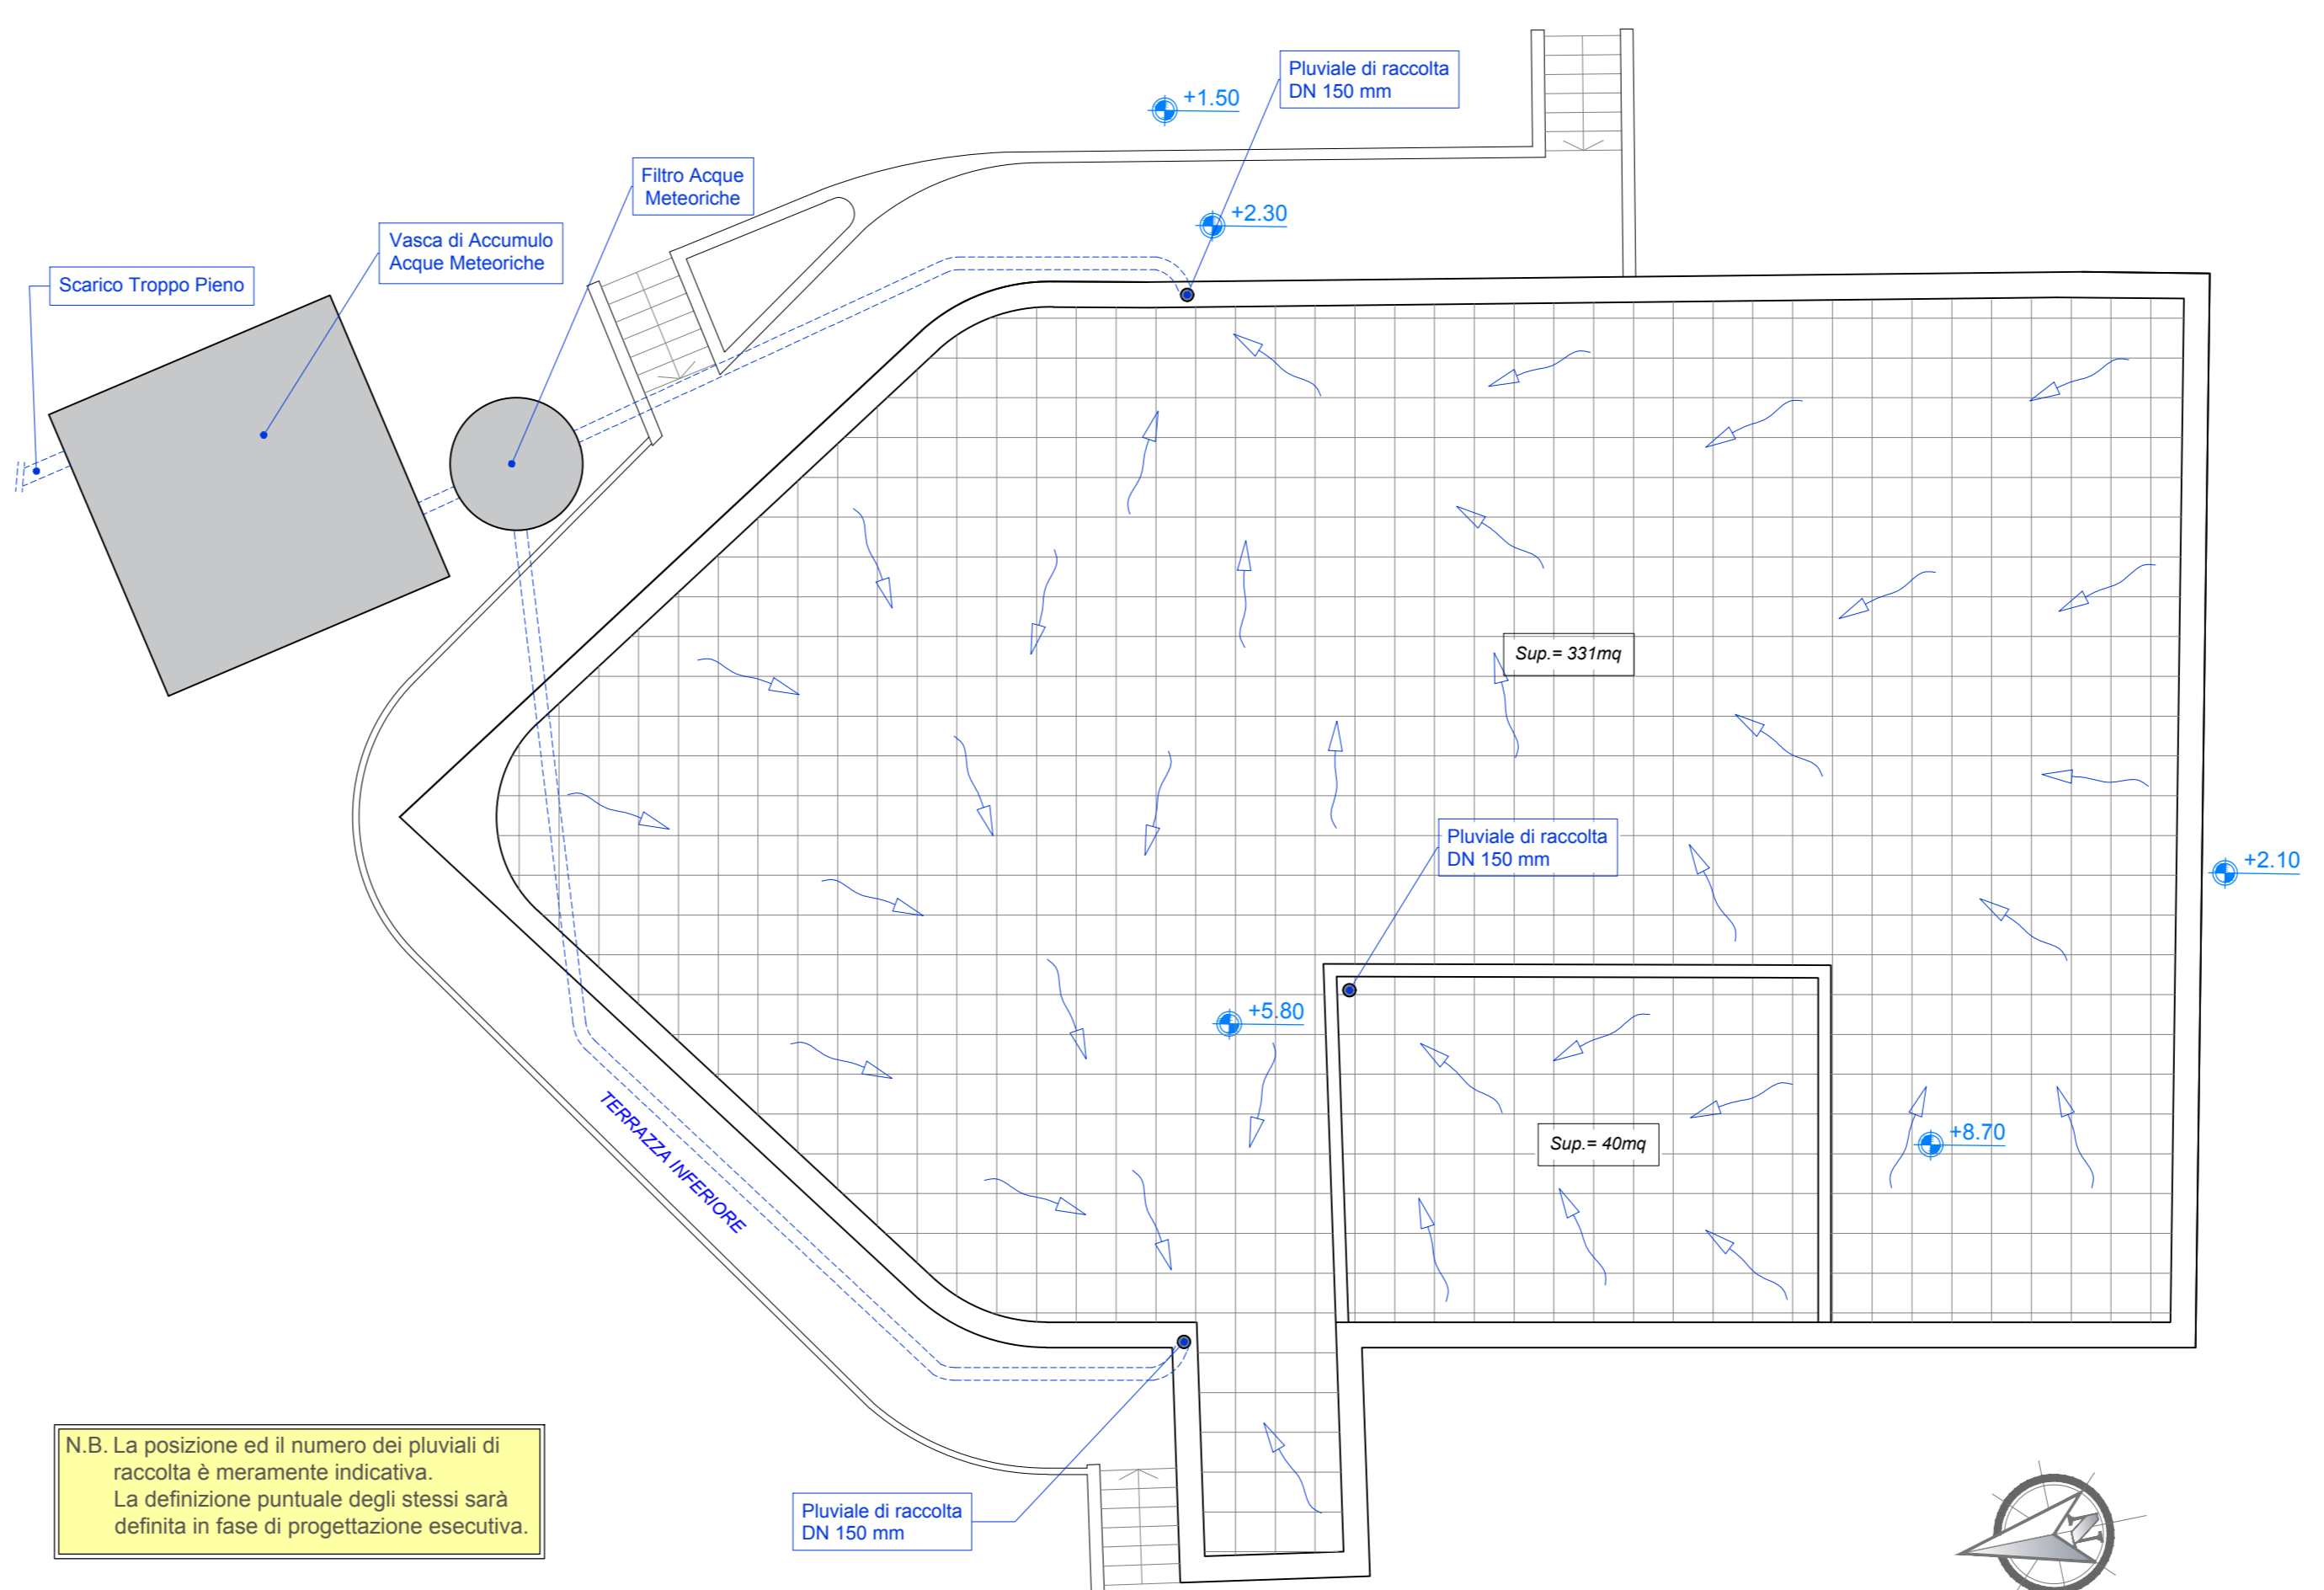 Pluviale di raccolta
DN 150 mm
+1.50
Filtro Acque
Meteoriche
+2.30
Vasca di Accumulo
Acque Meteoriche
Scarico Troppo Pieno
Sup.= 331mq
Pluviale di raccolta
DN 150 mm
+2.10
+5.80
TERRAZZA INFERIORE
Sup.= 40mq
+8.70
N.B. La posizione ed il numero dei pluviali di
raccolta è meramente indicativa.
La definizione puntuale degli stessi sarà
definita in fase di progettazione esecutiva.
Pluviale di raccolta
DN 150 mm
N